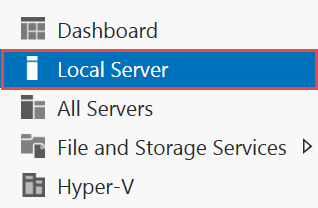 Dashboard
Local Server
All Servers
File and Storage Services
Hyper-V